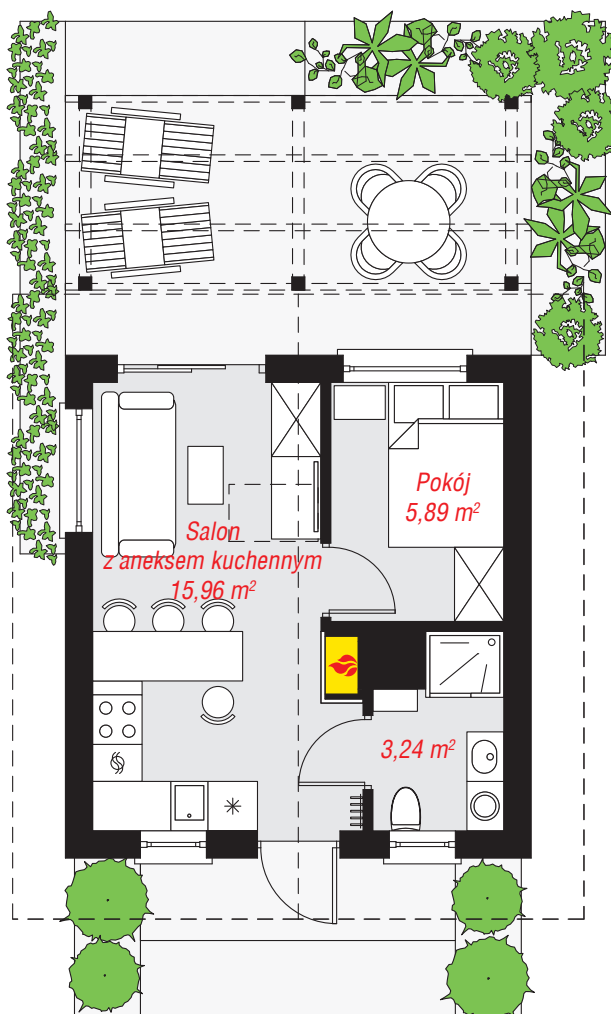 Pokój
5,89 m²
Salon
z aneksem kuchennym
15,96 m²
3,24 m²